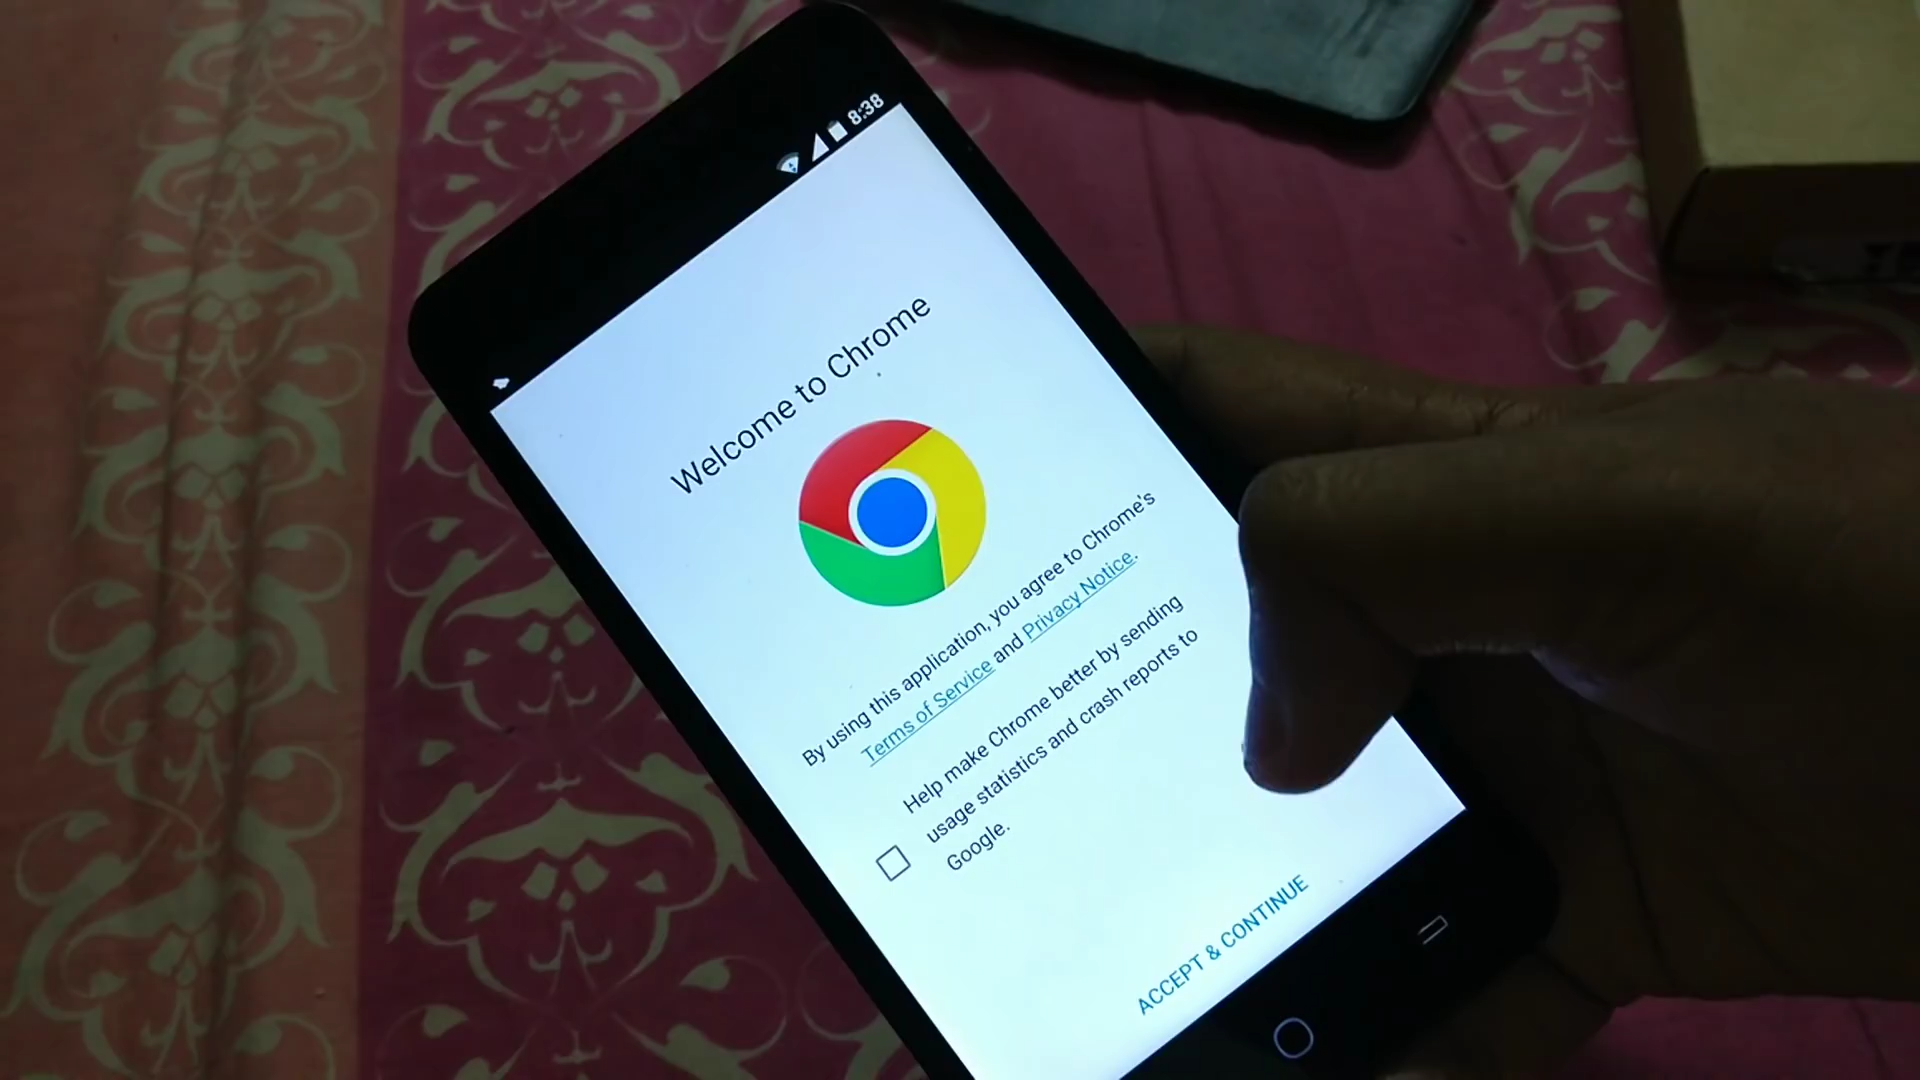 8:38
Welcome to Chrome
By using this application, you agree to Chrome's
Terms of Service and Privacy Notice.
Help make Chrome better by sending
usage statistics and crash reports to
Google.
ACCEPT & CONTINUE